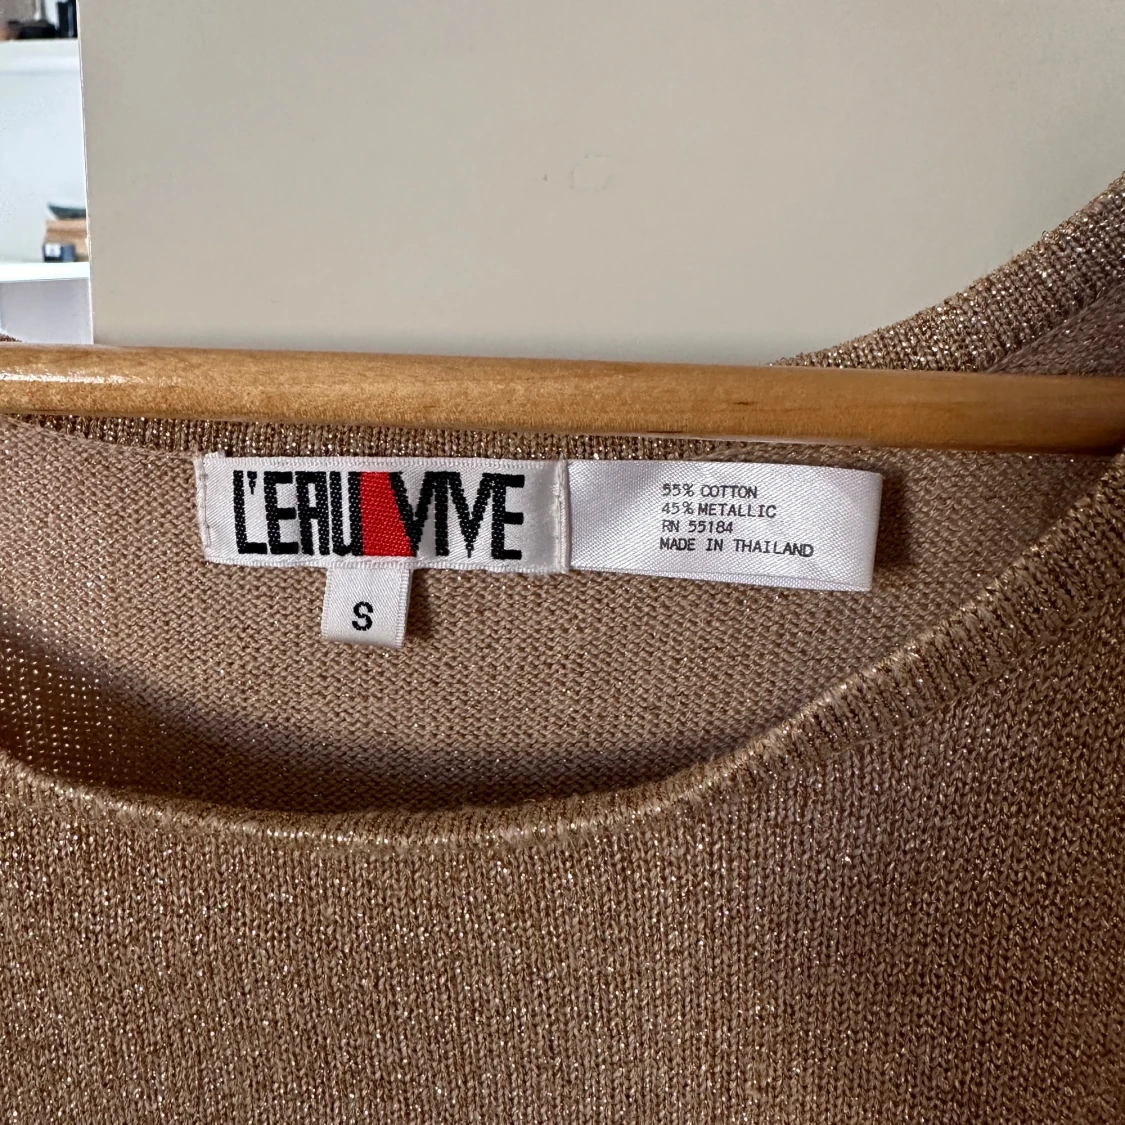 L'EAU VIVE
S
55% COTTON
45% METALLIC
RN 55184
MADE IN THAILAND